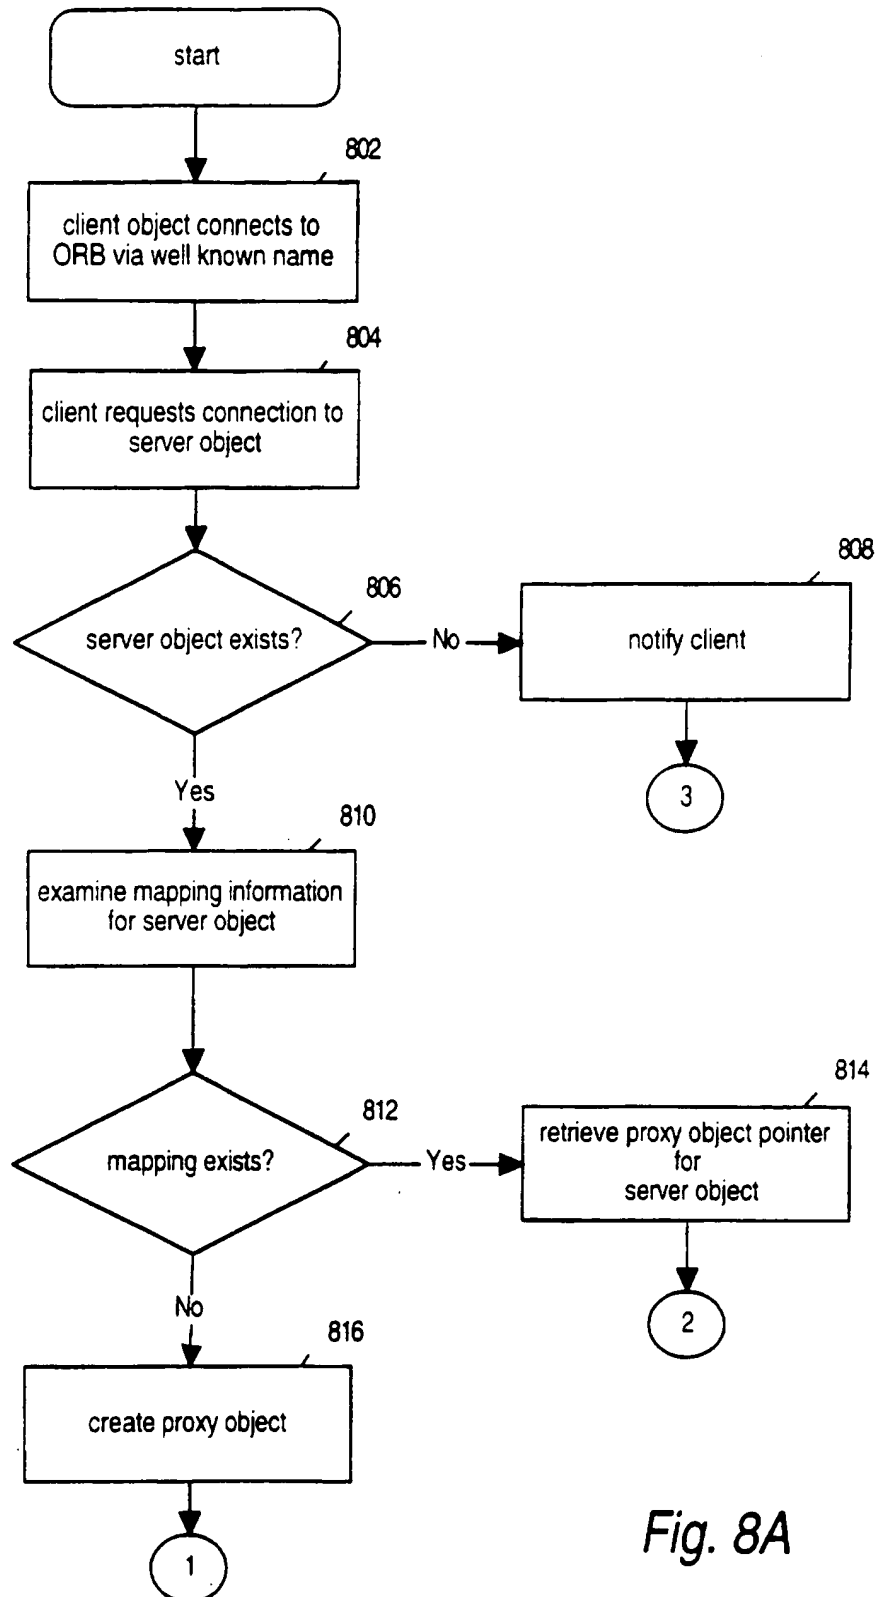 start
802
client object connects to
ORB via well known name
804
client requests connection to
server object
806
server object exists?
No
808
notify client
3
Yes
810
examine mapping information
for server object
812
mapping exists?
Yes
814
retrieve proxy object pointer
for
server object
2
No
816
create proxy object
1
Fig. 8A